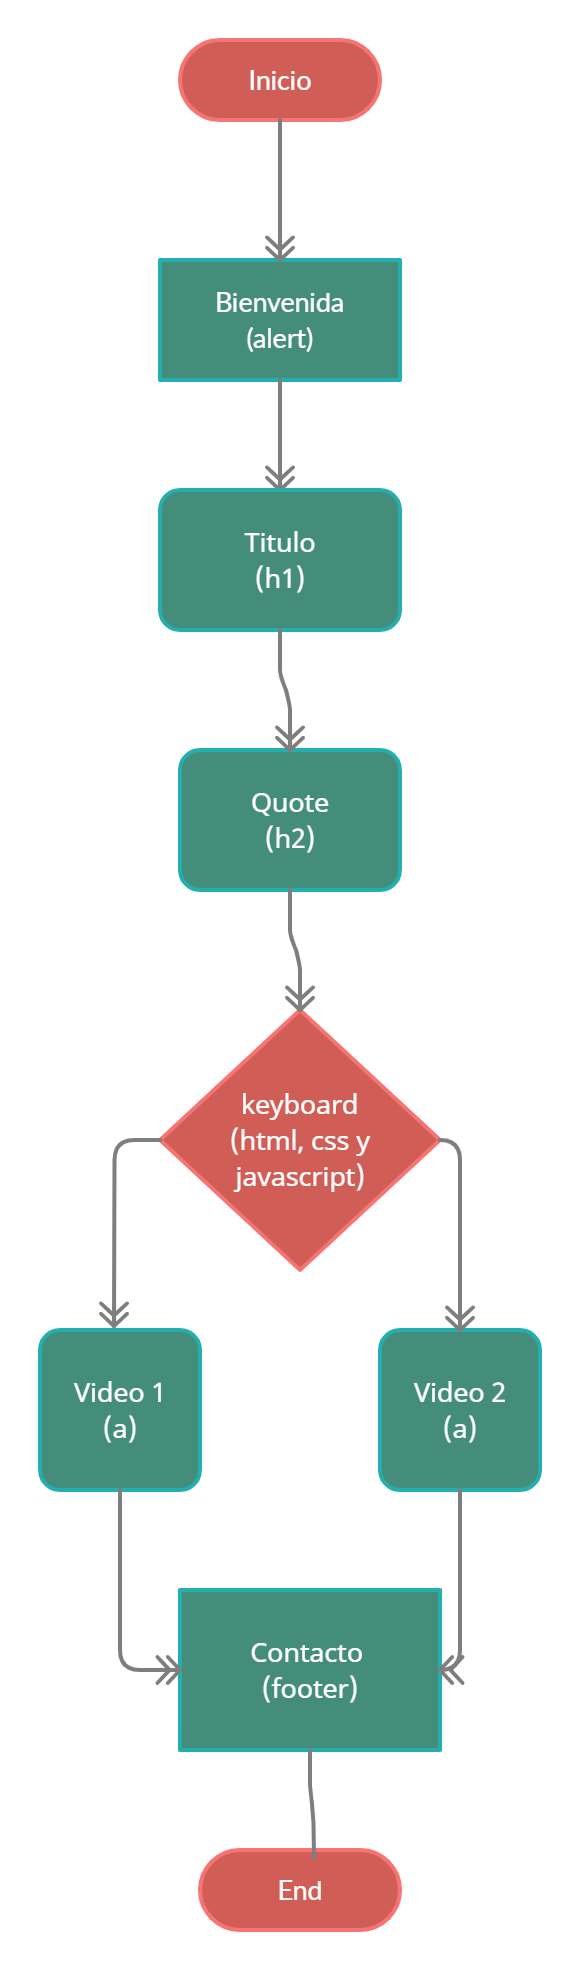 Inicio
Bienvenida
(alert)
Titulo
(h1)
Quote
(h2)
keyboard
(html, css y
javascript)
Video 1
(a)
Video 2
(a)
Contacto
(footer)
End